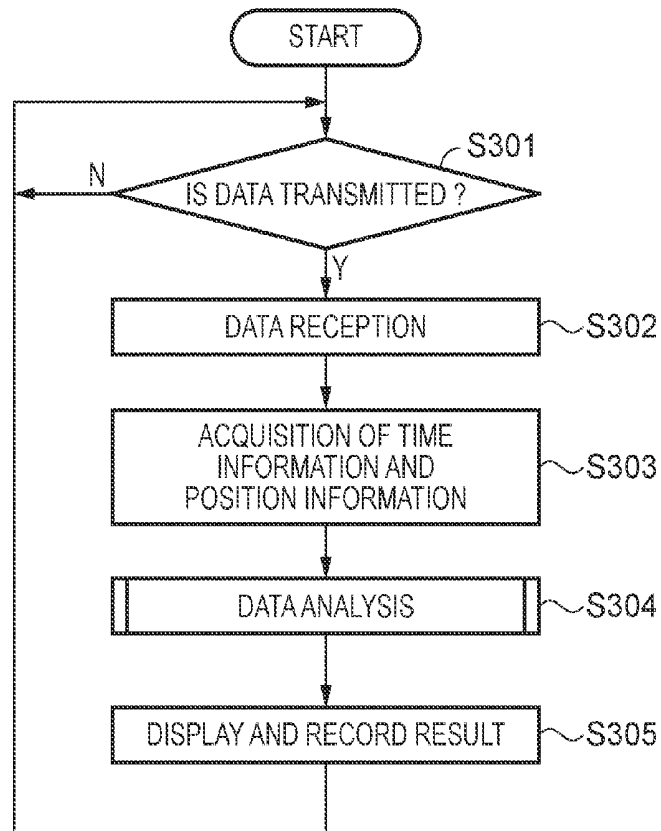 START
S301
N
IS DATA TRANSMITTED ?
Y
DATA RECEPTION
S302
ACQUISITION OF TIME
INFORMATION AND
POSITION INFORMATION
S303
DATA ANALYSIS
S304
DISPLAY AND RECORD RESULT
S305